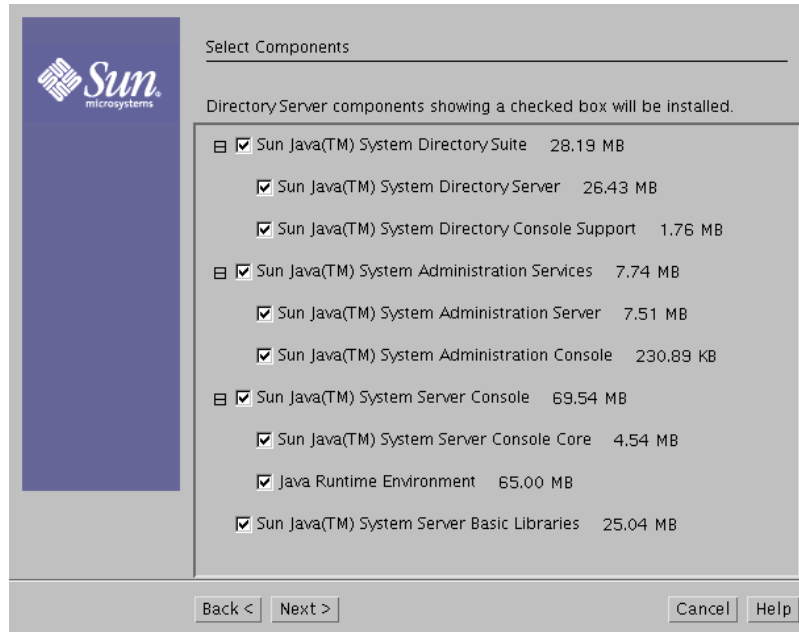 Sun
microsystems
Select Components
Directory Server components showing a checked box will be installed.
Sun Java(TM) System Directory Suite 28.19 MB
Sun Java(TM) System Directory Server 26.43 MB
Sun Java(TM) System Directory Console Support 1.76 MB
Sun Java(TM) System Administration Services 7.74 MB
Sun Java(TM) System Administration Server 7.51 MB
Sun Java(TM) System Administration Console 230.89 KB
Sun Java(TM) System Server Console 69.54 MB
Sun Java(TM) System Server Console Core 4.54 MB
Java Runtime Environment 65.00 MB
Sun Java(TM) System Server Basic Libraries 25.04 MB
Back < Next > Cancel Help